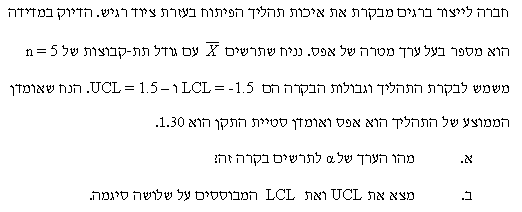 חברה לייצור ברגים מבקרת את איכות תהליך הפיתוח בעזרת ציוד רגיש. הדיוק במדידה
הוא מספר בעל ערך מטרה של אפס. נניח שתרשים X̅ עם גודל תת-קבוצות של n = 5
משמש לבקרת התהליך וגבולות הבקרה הם LCL = -1.5 ו – UCL = 1.5. הנח שאומדן
הממוצע של התהליך הוא אפס ואומדן סטיית התקן הוא 1.30.
א. מהו הערך של α לתרשים בקרה זה:
ב. מצא את UCL ואת LCL המבוססים על שלושה סיגמה.